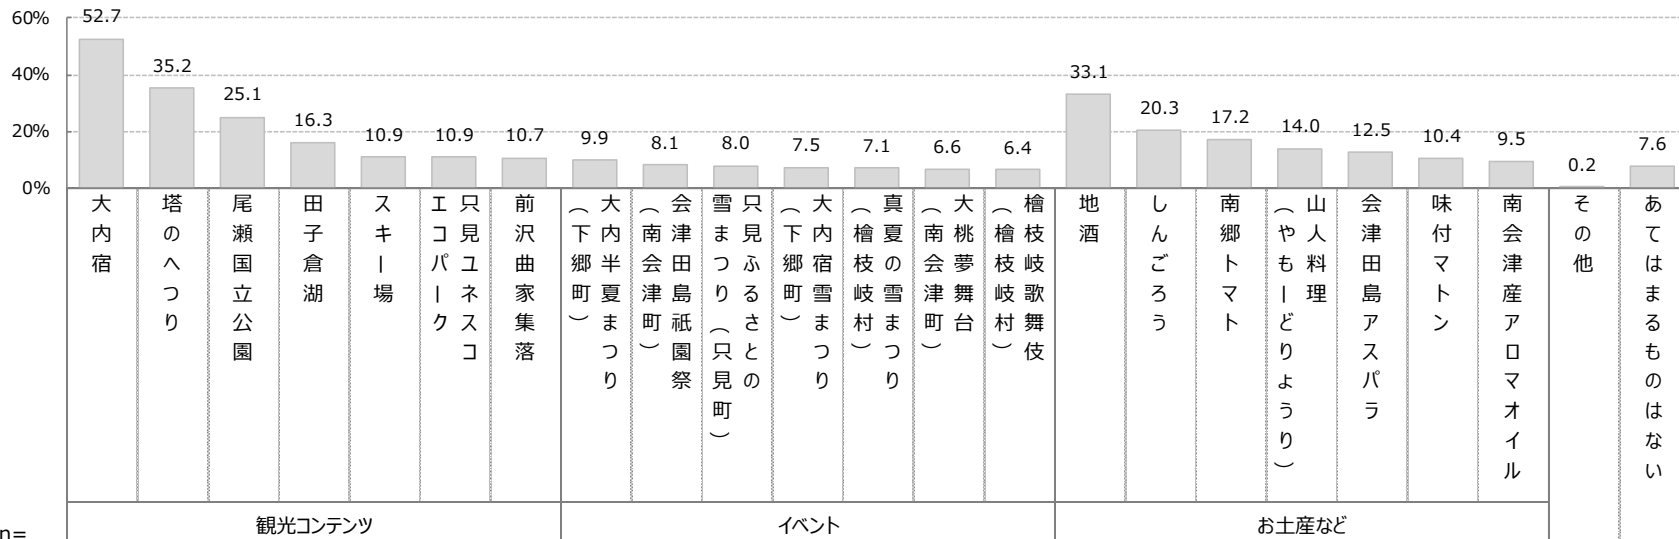 60%
40%
20%
0%
52.7
35.2
25.1
16.3
10.9
10.9
10.7
9.9
8.1
8.0
7.5
7.1
6.6
6.4
33.1
20.3
17.2
14.0
12.5
10.4
9.5
0.2
7.6
大内宿
塔のへつり
尾瀬国立公園
田子倉湖
スキー場
只見ユネスコ
エコパーク
前沢曲家集落
大内半夏まつり
（下郷町）
会津田島祇園祭
（南会津町）
只見ふるさとの
雪まつり（只見町）
大内宿雪まつり
（下郷町）
真夏の雪まつり
（檜枝岐村）
大桃夢舞台
（南会津町）
檜枝岐歌舞伎
（檜枝岐村）
地酒
しんごろう
南郷トマト
山人料理
（やもーどりょうり）
会津田島アスパラ
味付マトン
南会津産アロマオイル
その他
あてはまるものはない
観光コンテンツ
イベント
お土産など
n=